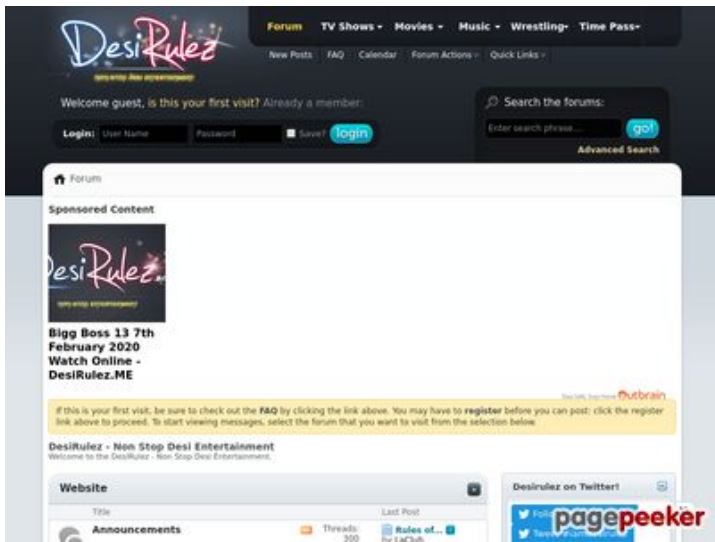 DesiRulez
Forum TV Shows Movies Music Wrestling Time Pass
New Posts FAQ Calendar Forum Actions Quick Links
Welcome guest, is this your first visit? Already a member:
Search the forums:
Login: User Name Password Save? login
Enter search phrase... go!
Advanced Search
Forum
Sponsored Content
DesiRulez
Bigg Boss 13 7th
February 2020
Watch Online -
DesiRulez.ME
Outbrain
If this is your first visit, be sure to check out the FAQ by clicking the link above. You may have to register before you can post: click the register
link above to proceed. To start viewing messages, select the forum that you want to visit from the selection below.
DesiRulez - Non Stop Desi Entertainment
Welcome to the DesiRulez - Non Stop Desi Entertainment.
Website
Desirulez on Twitter!
Title Last Post
Announcements Threads: Rules of...
300 by
pagepeeker